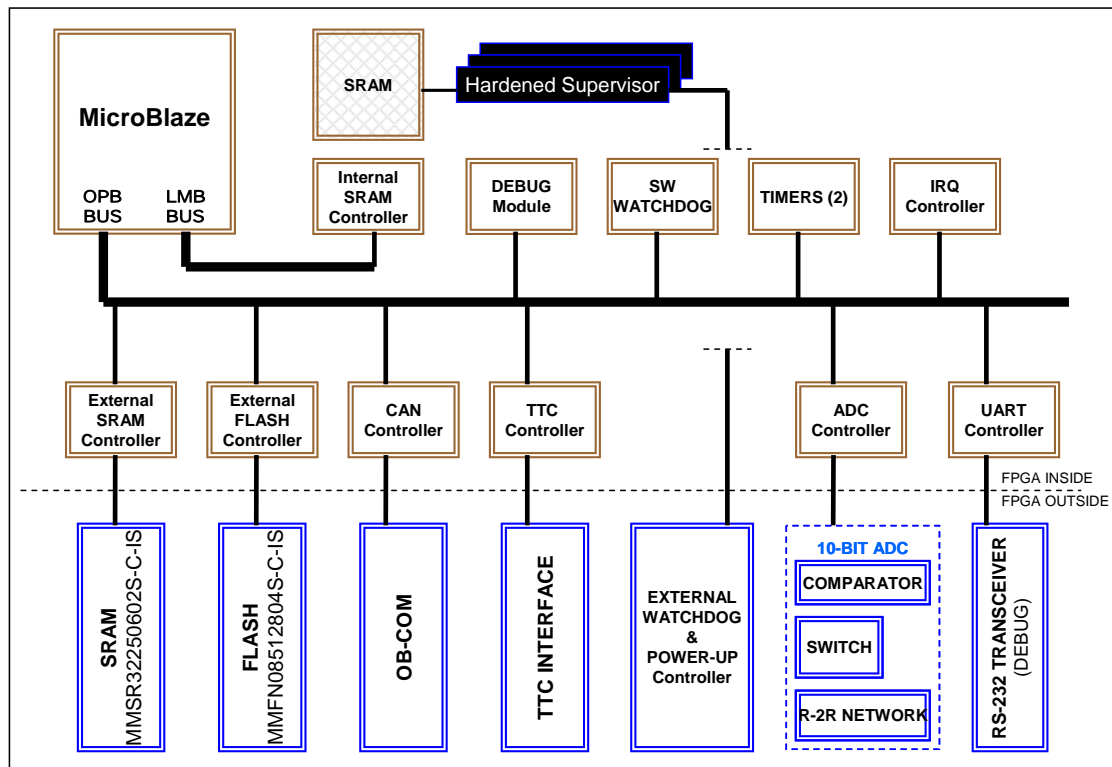 MicroBlaze
OPB
BUS
LMB
BUS
SRAM
Hardened Supervisor
Internal
SRAM
Controller
DEBUG
Module
SW
WATCHDOG
TIMERS (2)
IRQ
Controller
External
SRAM
Controller
External
FLASH
Controller
CAN
Controller
TTC
Controller
ADC
Controller
UART
Controller
FPGA INSIDE
FPGA OUTSIDE
SRAM
MMSR32250602S-C-IS
FLASH
MMFN08512804S-C-IS
OB-COM
TTC INTERFACE
EXTERNAL
WATCHDOG
&
POWER-UP
Controller
10-BIT ADC
COMPARATOR
SWITCH
R-2R NETWORK
RS-232 TRANSCEIVER
(DEBUG)